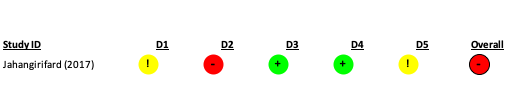 Study ID D1 D2 D3 D4 D5 Overall
Jahangirifard (2017) ! - + + ! -